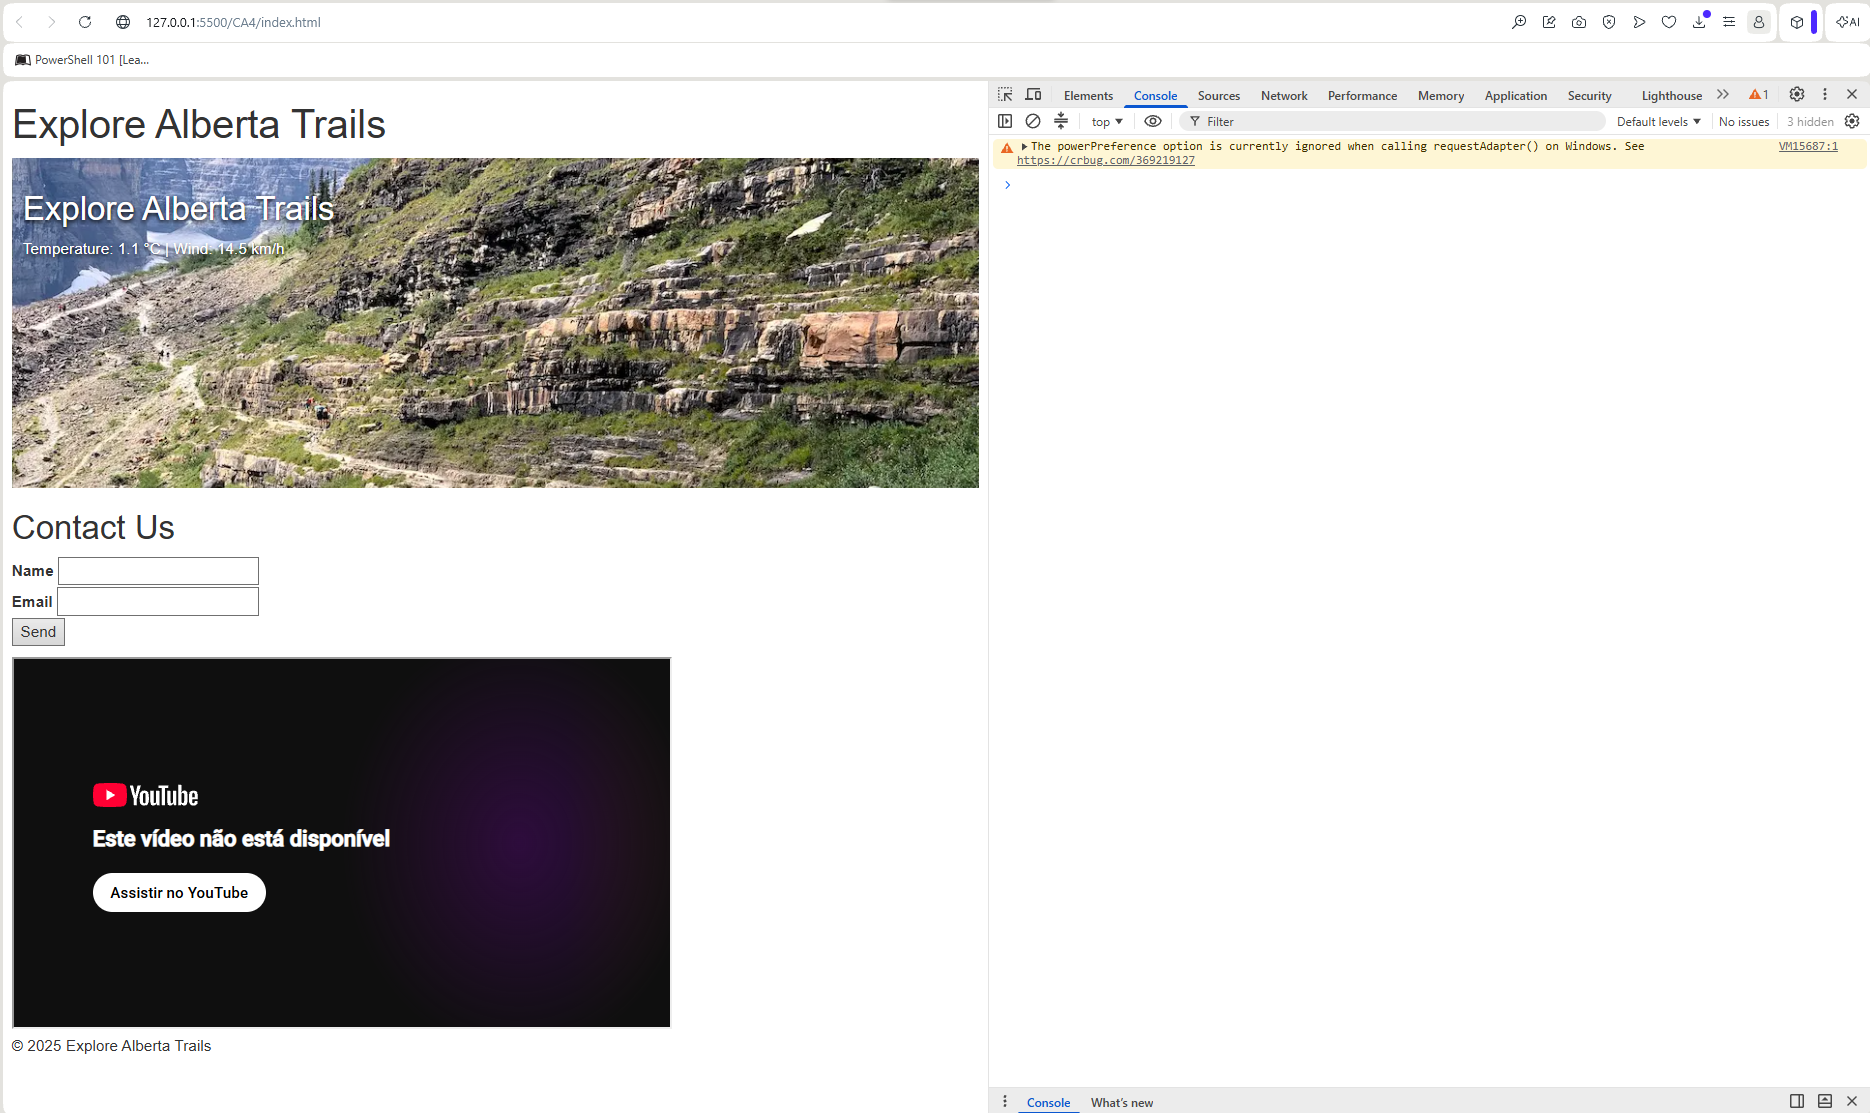 127.0.0.1:5500/CA4/index.html
AI
PowerShell 101 [Lea...
Explore Alberta Trails
Explore Alberta Trails
Temperature: 1.1 °C | Wind: 14.5 km/h
Contact Us
Name
Email
Send
YouTube
Este vídeo não está disponível
Assistir no YouTube
© 2025 Explore Alberta Trails
Elements Console Sources Network Performance Memory Application Security Lighthouse 1
top Filter Default levels No issues 3 hidden
The powerPreference option is currently ignored when calling requestAdapter() on Windows. See VM15687:1
https://crbug.com/369219127
Console What's new